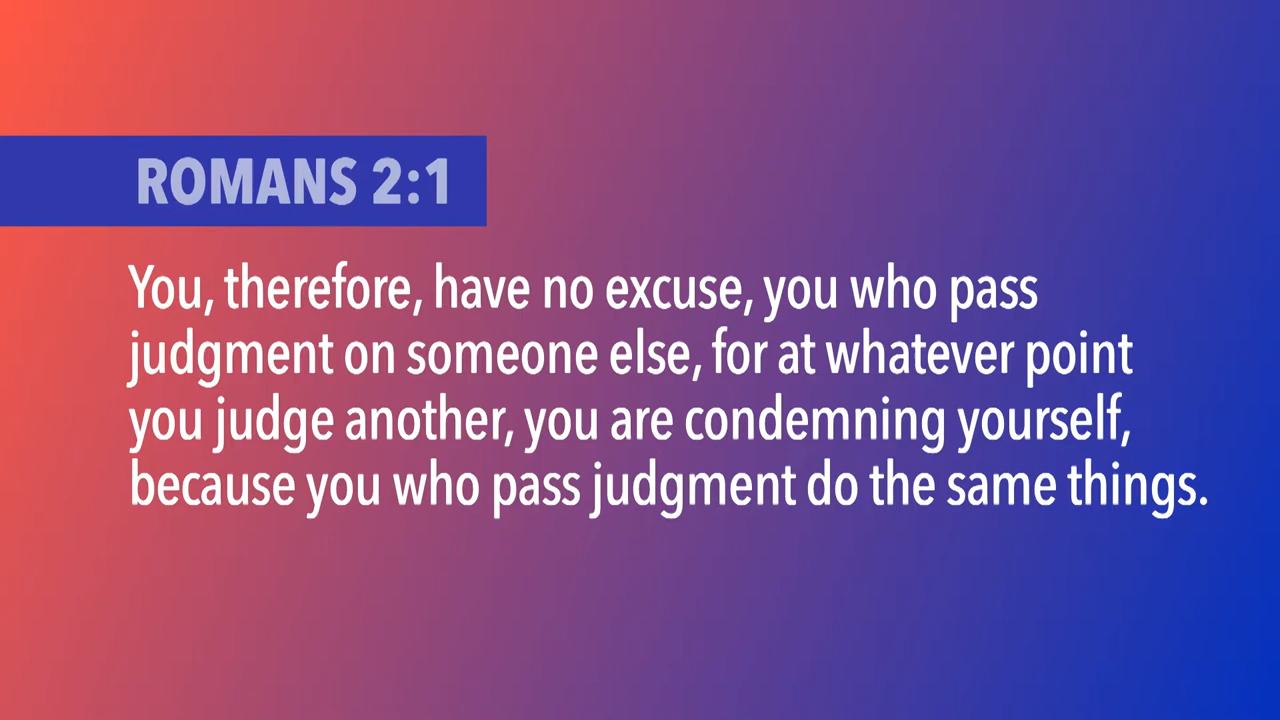 ROMANS 2:1
You, therefore, have no excuse, you who pass
judgment on someone else, for at whatever point
you judge another, you are condemning yourself,
because you who pass judgment do the same things.